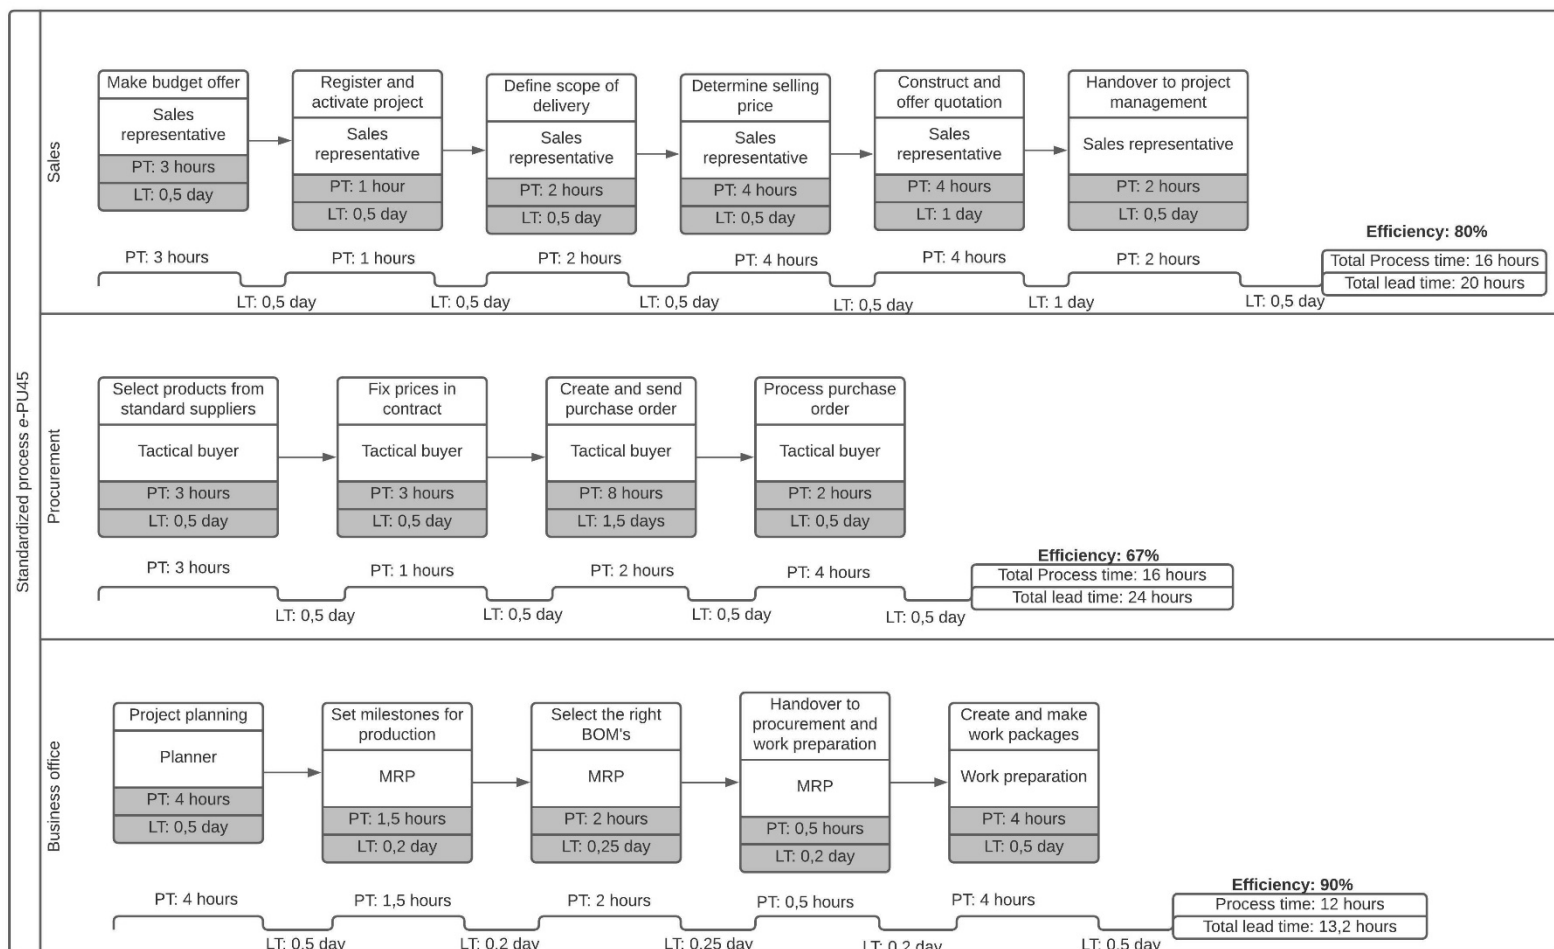 Standardized process e-PU45
Sales
Make budget offer
Sales
representative
PT: 3 hours
LT: 0,5 day
Register and
activate project
Sales
representative
PT: 1 hour
LT: 0,5 day
Define scope of
delivery
Sales
representative
PT: 2 hours
LT: 0,5 day
Determine selling
price
Sales
representative
PT: 4 hours
LT: 0,5 day
Construct and
offer quotation
Sales
representative
PT: 4 hours
LT: 1 day
Handover to project
management
Sales representative
PT: 2 hours
LT: 0,5 day
PT: 3 hours
PT: 1 hours
PT: 2 hours
PT: 4 hours
PT: 4 hours
PT: 2 hours
LT: 0,5 day
LT: 0,5 day
LT: 0,5 day
LT: 0,5 day
LT: 1 day
LT: 0,5 day
Efficiency: 80%
Total Process time: 16 hours
Total lead time: 20 hours
Procurement
Select products from
standard suppliers
Tactical buyer
PT: 3 hours
LT: 0,5 day
Fix prices in
contract
Tactical buyer
PT: 3 hours
LT: 0,5 day
Create and send
purchase order
Tactical buyer
PT: 8 hours
LT: 1,5 days
Process purchase
order
Tactical buyer
PT: 2 hours
LT: 0,5 day
PT: 3 hours
PT: 1 hours
PT: 2 hours
PT: 4 hours
LT: 0,5 day
LT: 0,5 day
LT: 0,5 day
LT: 0,5 day
Efficiency: 67%
Total Process time: 16 hours
Total lead time: 24 hours
Business office
Project planning
Planner
PT: 4 hours
LT: 0,5 day
Set milestones for
production
MRP
PT: 1,5 hours
LT: 0,2 day
Select the right
BOM's
MRP
PT: 2 hours
LT: 0,25 day
Handover to
procurement and
work preparation
MRP
PT: 0,5 hours
LT: 0,2 day
Create and make
work packages
Work preparation
PT: 4 hours
LT: 0,5 day
PT: 4 hours
PT: 1,5 hours
PT: 2 hours
PT: 0,5 hours
PT: 4 hours
LT: 0,5 day
LT: 0,2 day
LT: 0,25 day
LT: 0,2 day
LT: 0,5 day
Efficiency: 90%
Process time: 12 hours
Total lead time: 13,2 hours